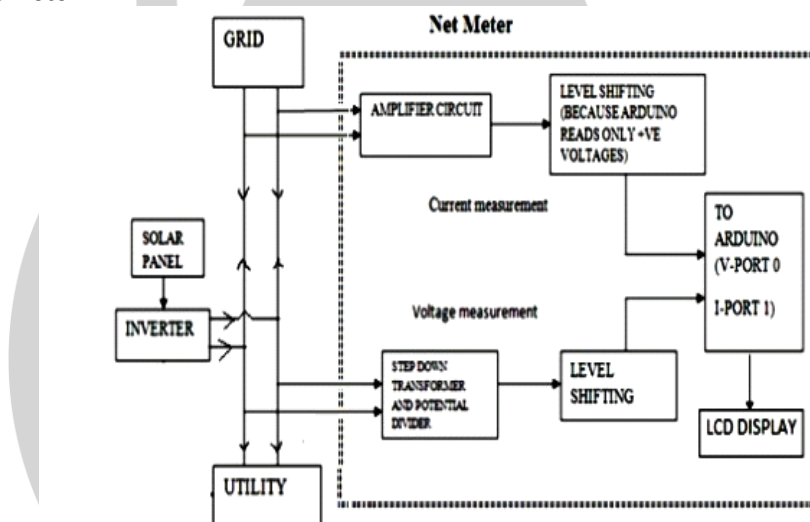 Net Meter
GRID
AMPLIFIER CIRCUIT
LEVEL SHIFTING
(BECAUSE ARDUINO
READS ONLY +VE
VOLTAGES)
Current measurement
TO
ARDUINO
(V-PORT 0
I-PORT 1)
SOLAR
PANEL
INVERTER
Voltage measurement
STEP DOWN
TRANSFORMER
AND POTENTIAL
DIVIDER
LEVEL
SHIFTING
LCD DISPLAY
UTILITY